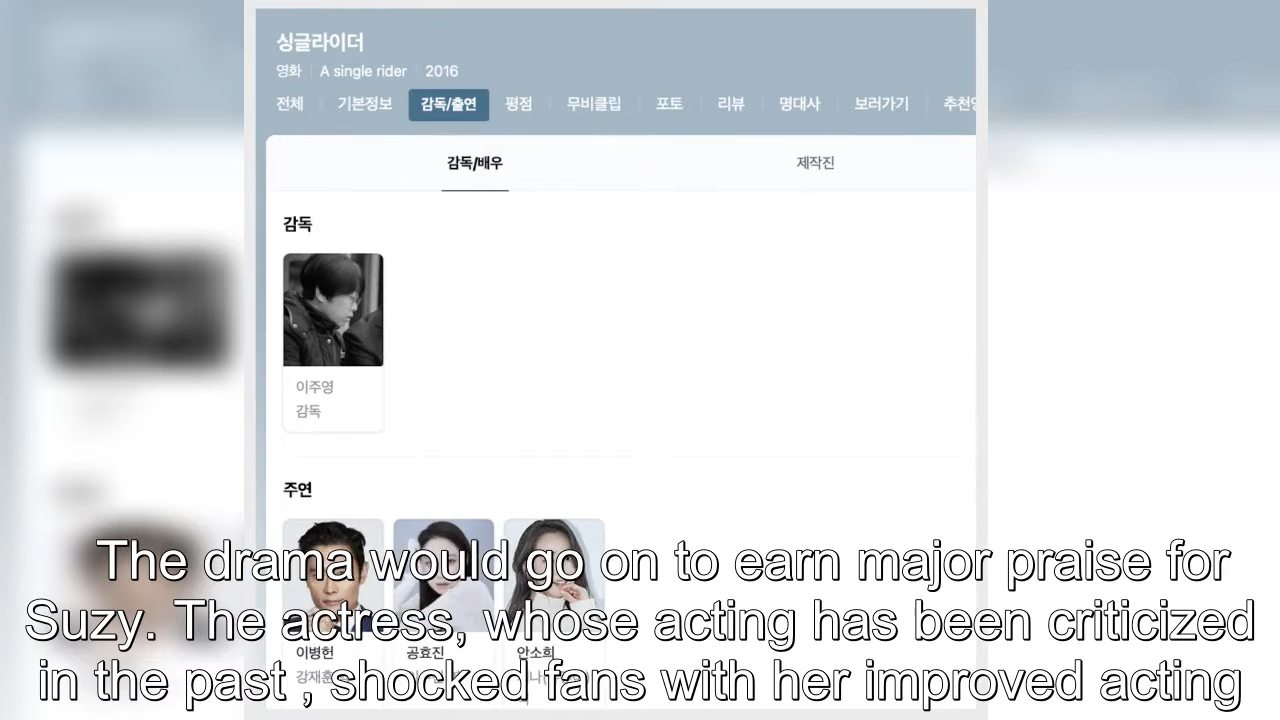 싱글라이더
영화 A single rider 2016
전체 기본정보 감독/출연 평점 무비클립 포토 리뷰 명대사 보러가기
감독/배우 제작진
감독
이주영
감독
주연
The drama would go on to earn major praise for
Suzy. The actress, whose acting has been criticized
이병헌 공효진 안소희
in the past , shocked fans with her improved acting